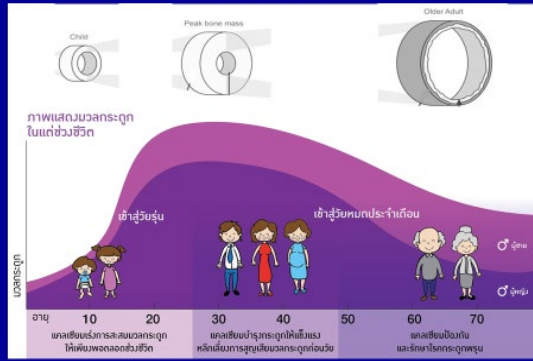 Child
Peak bone mass
Older Adult
ภาพแสดงมวลกระดูก
ในแต่ช่วงชีวิต
เข้าสู่วัยรุ่น
เข้าสู่วัยหมดประจำเดือน
♂ ผู้ชาย
♂ ผู้หญิง
มวลกระดูก
อายุ 10 20 30 40 50 60 70
แคลเซียมเร่งการสะสมมวลกระดูก
ให้เพียงพอตลอดช่วงชีวิต
แคลเซียมบำรุงกระดูกให้แข็งแรง
หลีกเลี่ยงการสูญเสียมวลกระดูกก่อนวัย
แคลเซียมป้องกัน
และรักษาโรคกระดูกพรุน